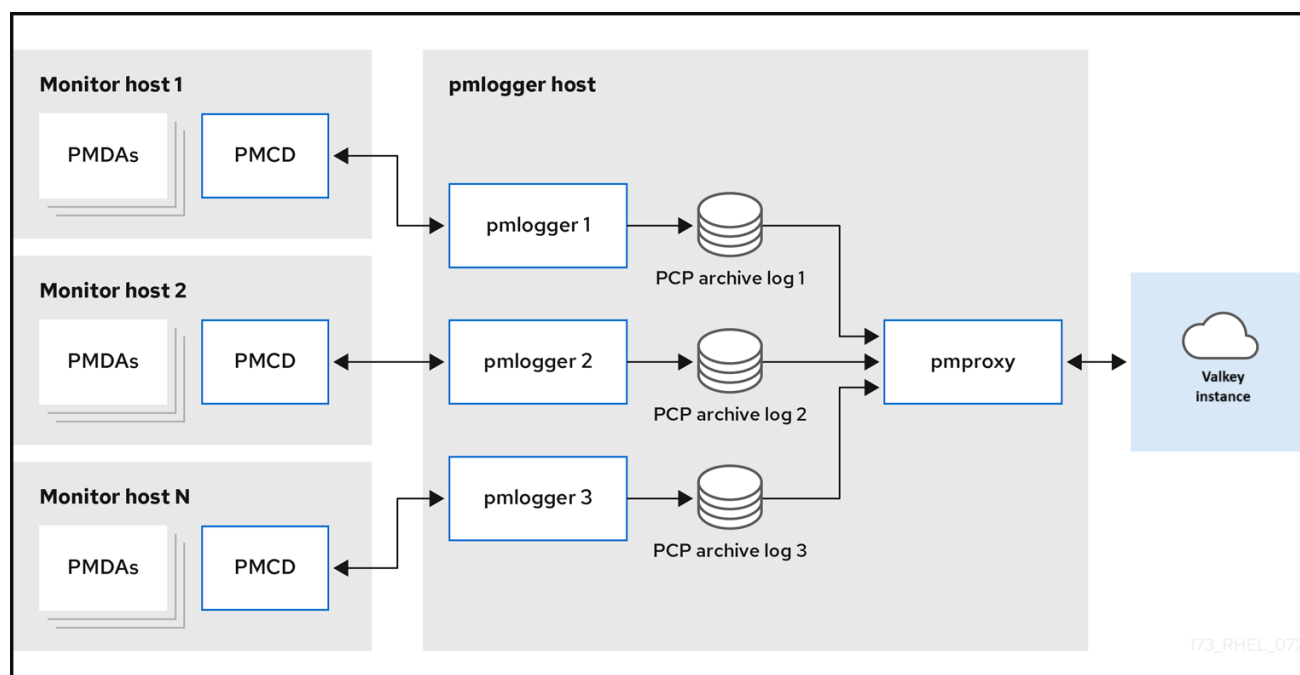 Monitor host 1
PMDAs
PMCD
Monitor host 2
PMDAs
PMCD
Monitor host N
PMDAs
PMCD
pmlogger host
pmlogger 1
PCP archive log 1
pmlogger 2
PCP archive log 2
pmlogger 3
PCP archive log 3
pmproxy
Valkey
instance
173_RHEL_072